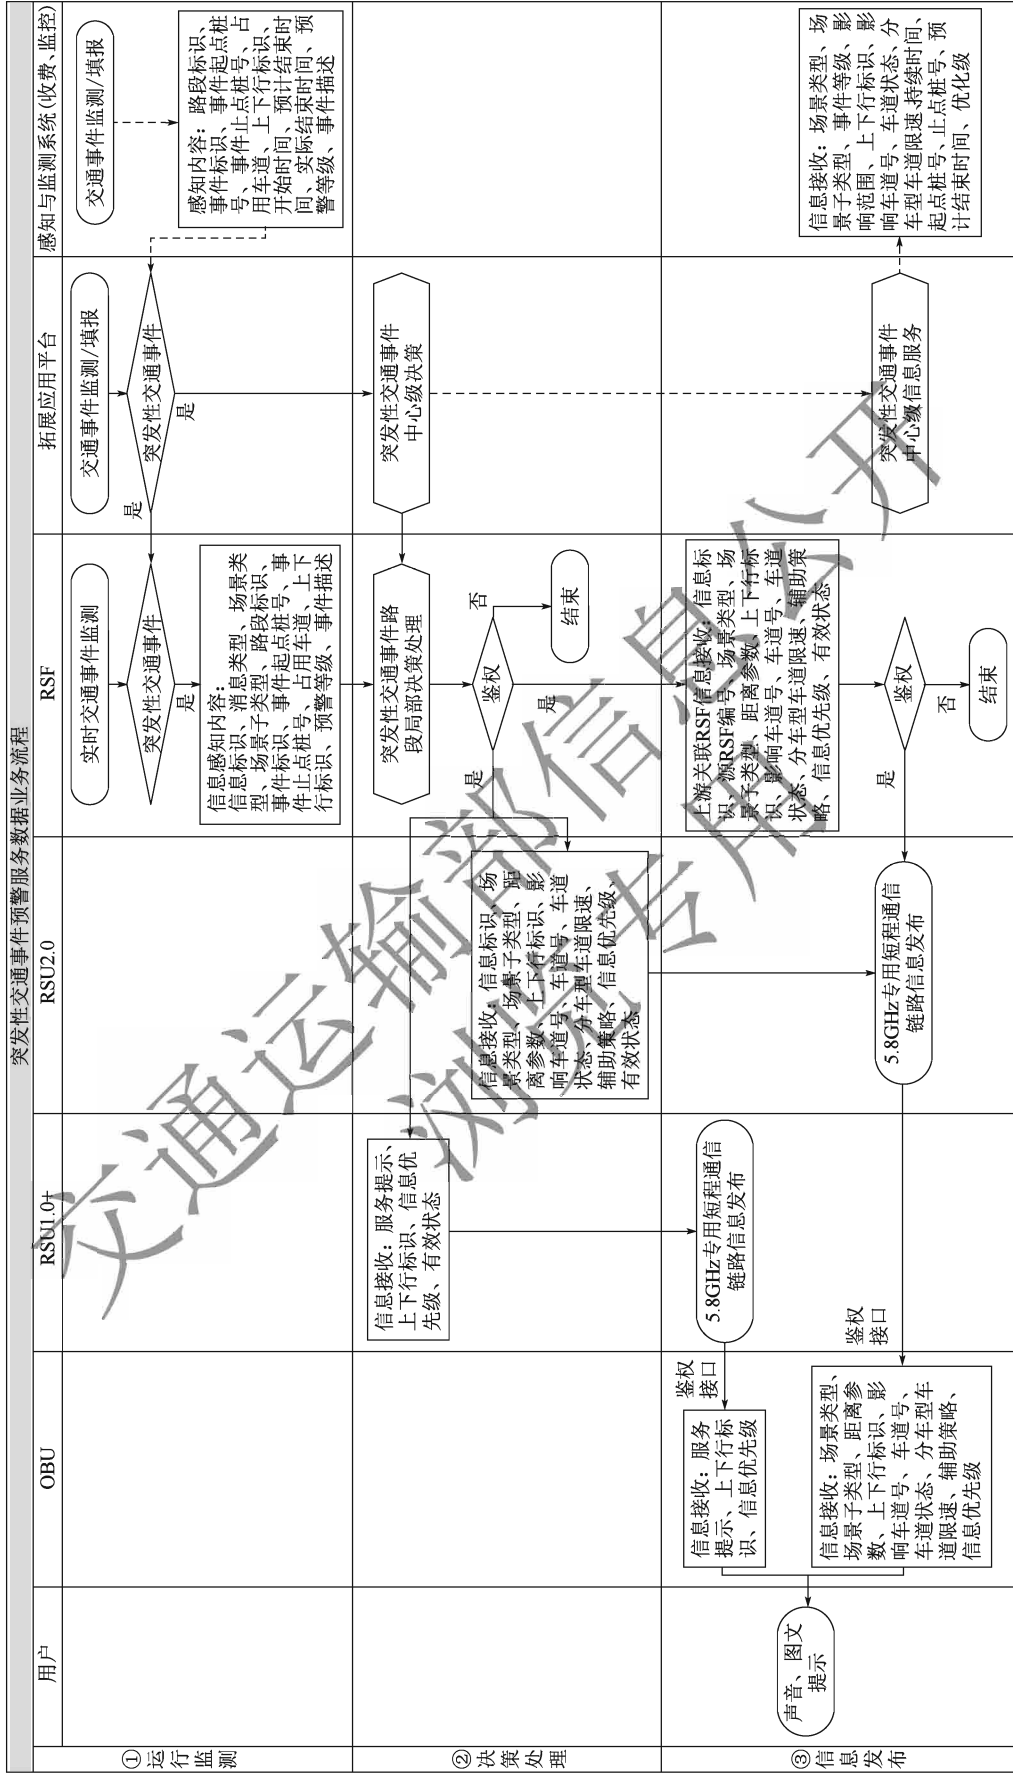 突发性交通事件预警服务数据业务流程
用户
OBU
RSU1.0+
RSU2.0
RSF
拓展应用平台
感知与监测系统(收费、监控)
①运行
监测
实时交通事件监测
突发性交通事件
是
信息感知内容：
信息标识、消息类型、场景类
型、场景子类型、路段标识、
事件标识、事件起点桩号、事
件止点桩号、占用车道、上下
行标识、预警等级、事件描述
交通事件监测/填报
突发性交通事件
是
是
交通事件监测/填报
感知内容：路段标识、
事件标识、事件起点桩
号、事件止点桩号、占
用车道、上下行标识、
开始时间、预计结束时
间、实际结束时间、预
警等级、事件描述
②决策
处理
信息接收：服务提示、
上下行标识、信息优
先级、有效状态
信息接收：信息标识、场
景类型、场景子类型、距
离参数、上下行标识、影
响车道号、车道号、车道
状态、分车型车道限速、
辅助策略、信息优先级、
有效状态
突发性交通事件路
段局部决策处理
鉴权
是
是
否
结束
突发性交通事件
中心级决策
③信息
发布
声音、图文
提示
信息接收：服务
提示、上下行标
识、信息优先级
信息接收：场景类型、
场景子类型、距离参
数、上下行标识、影
响车道号、车道号、
车道状态、分车型车
道限速、辅助策略、
信息优先级
鉴权
接口
鉴权
接口
5.8GHz专用短程通信
链路信息发布
5.8GHz专用短程通信
链路信息发布
上游关联RSF信息接收：信息标
识、源RSF编号、场景类型、场
景子类型、距离参数、上下行标
识、影响车道号、车道号、车道
状态、分车型车道限速、辅助策
略、信息优先级、有效状态
鉴权
是
否
结束
突发性交通事件
中心级信息服务
信息接收：场景类型、场
景子类型、事件等级、影
响范围、上下行标识、影
响车道号、车道状态、分
车型车道限速、持续时间、
起点桩号、止点桩号、预
计结束时间、优化级
交通运输部信息公开
浏览专用